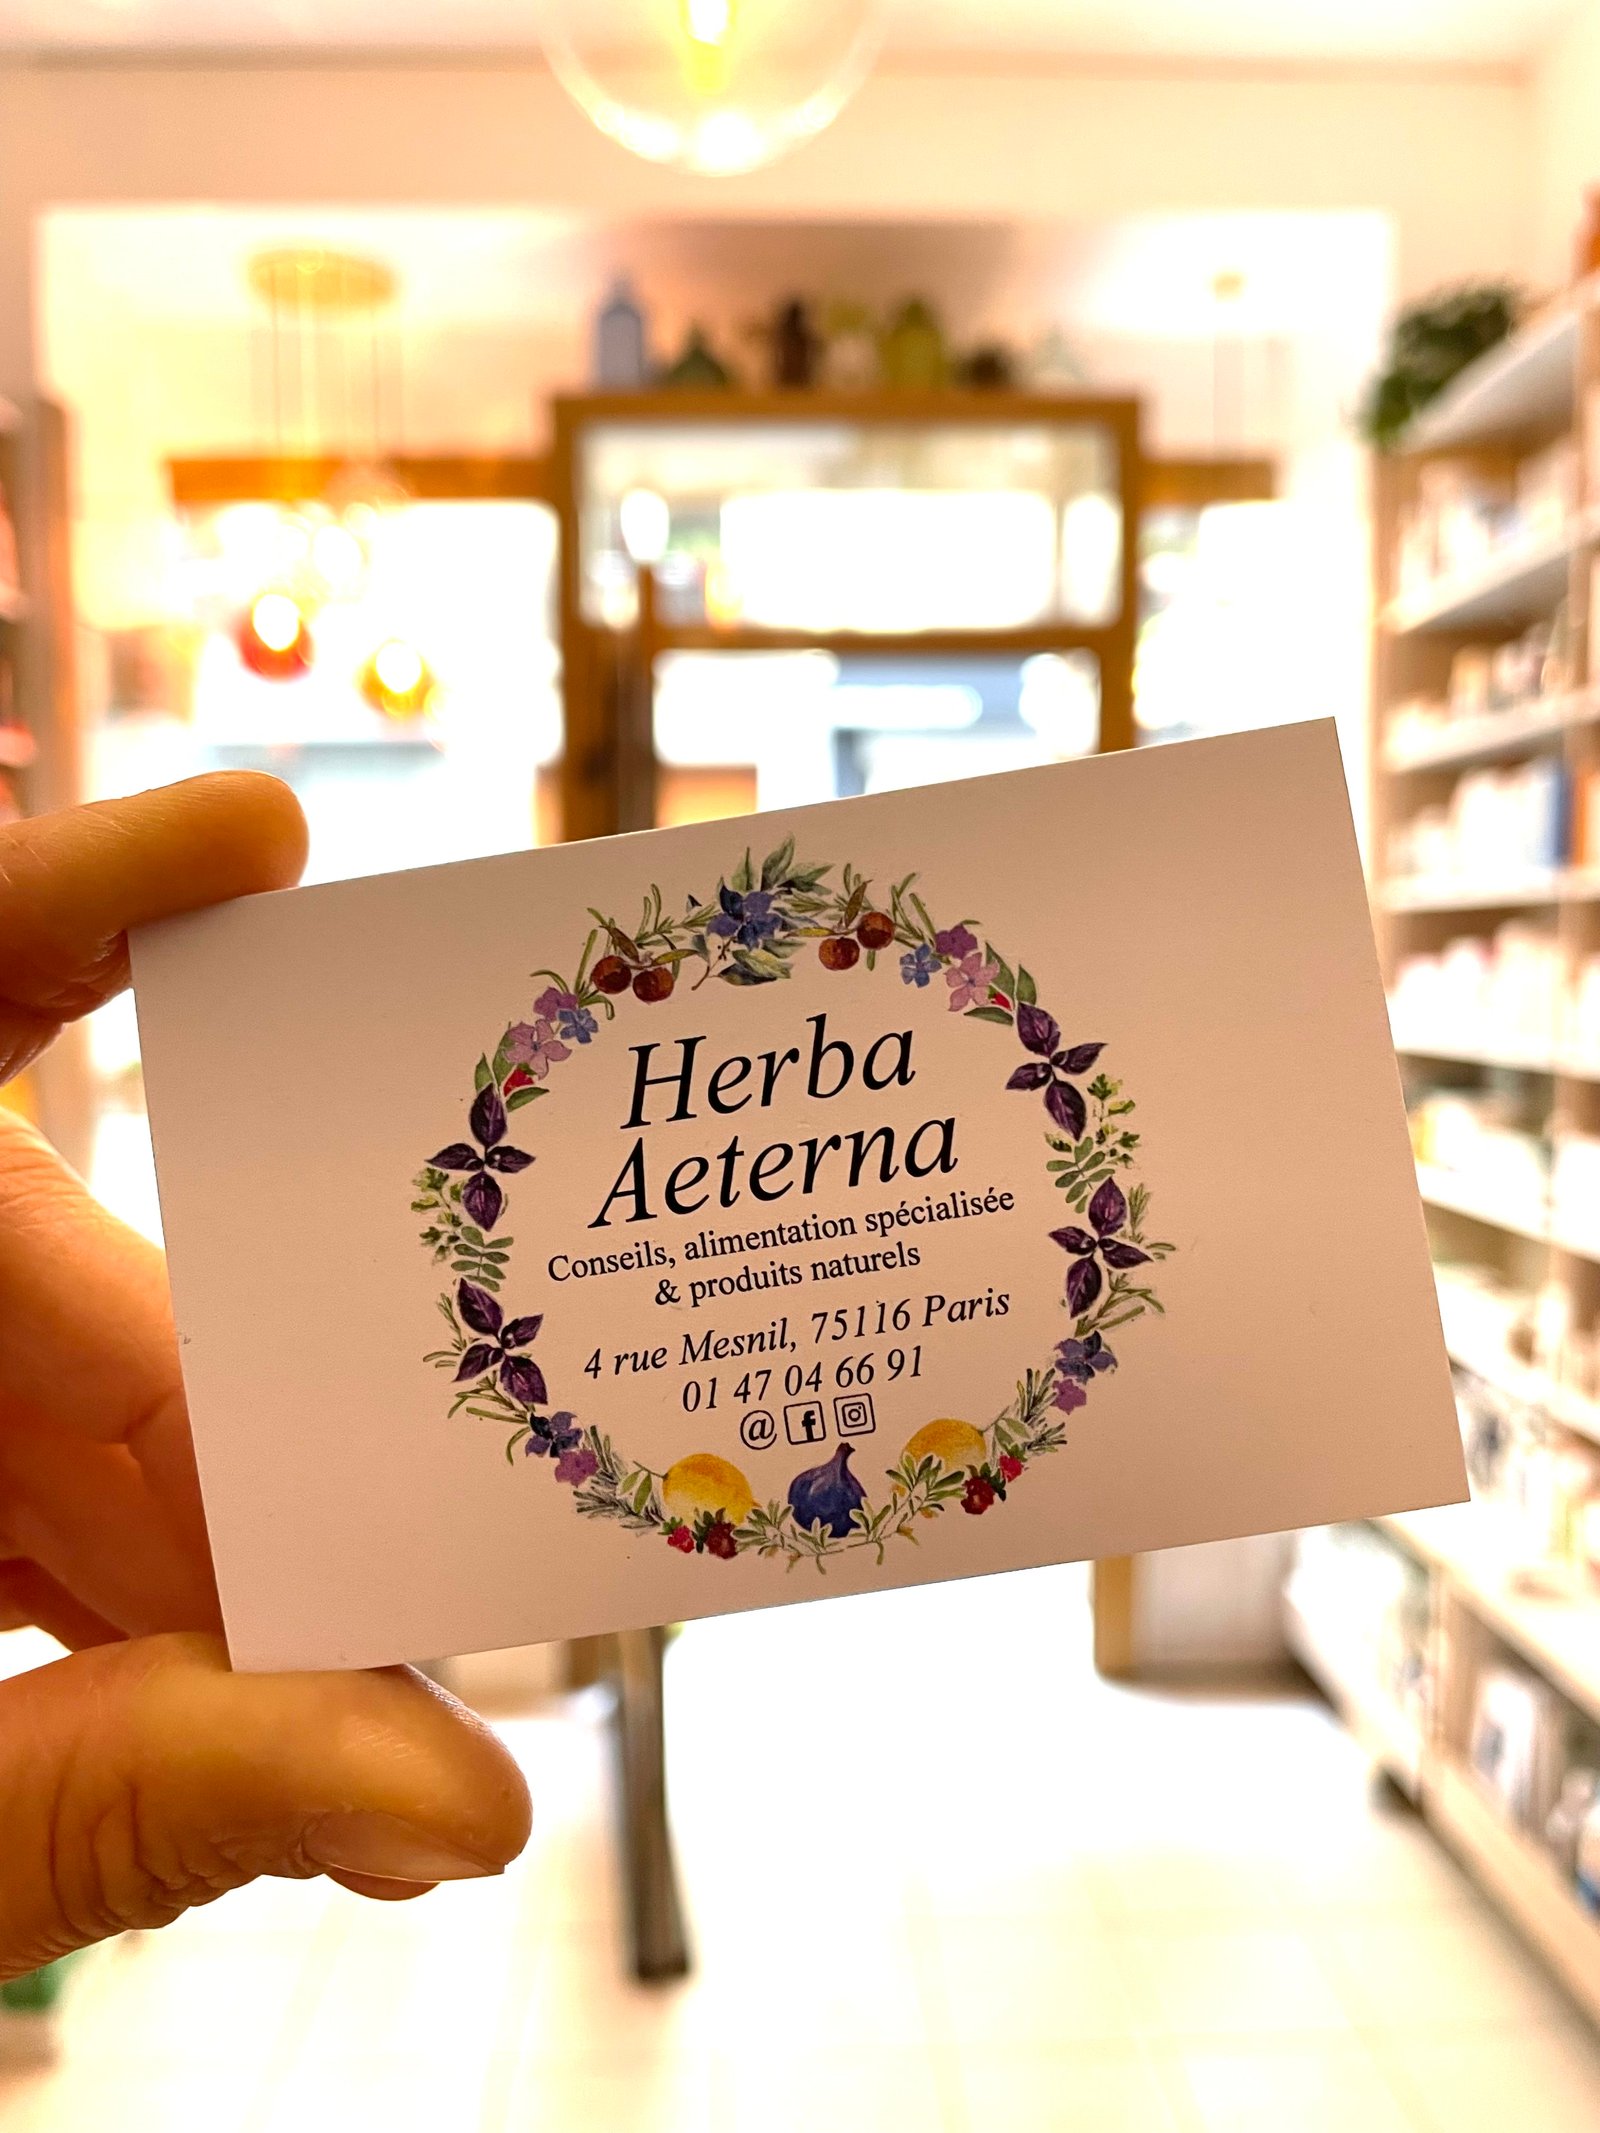 Herba
Aeterna
Conseils, alimentation spécialisée
& produits naturels
4 rue Mesnil, 75116 Paris
01 47 04 66 91
@ f